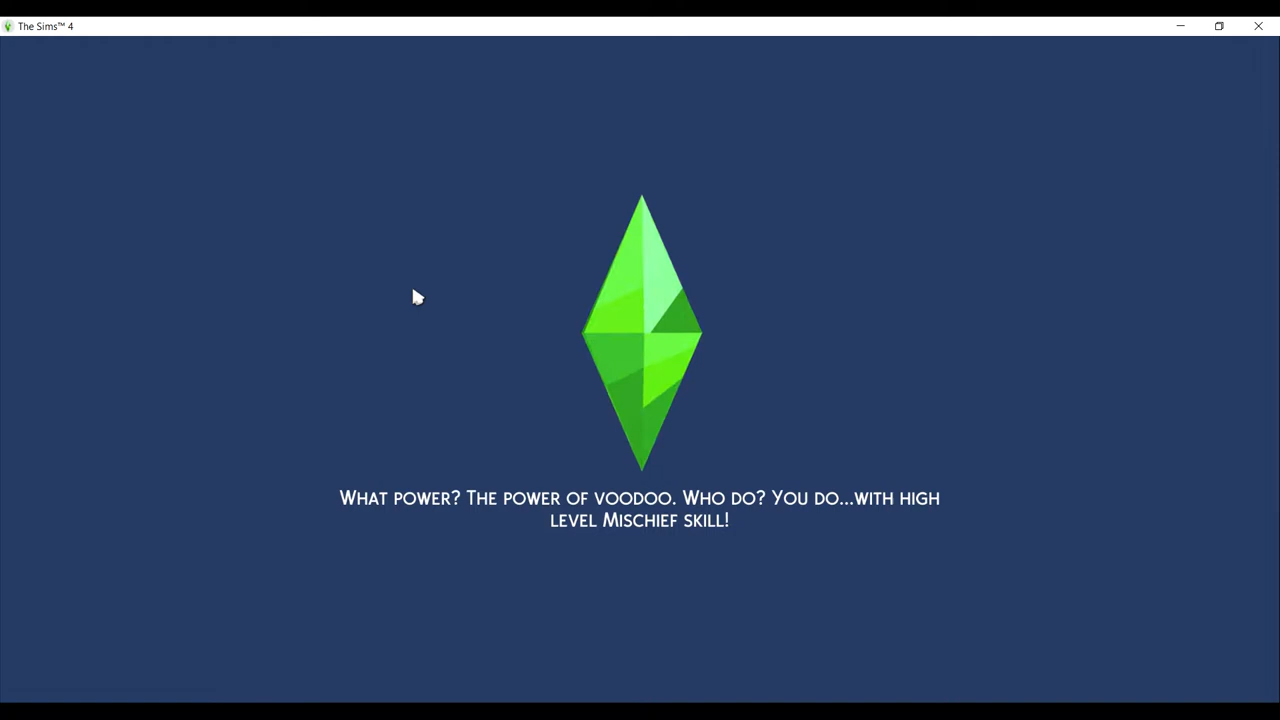 The Sims™ 4
What power? The power of voodoo. Who do? You do...with high
level Mischief skill!